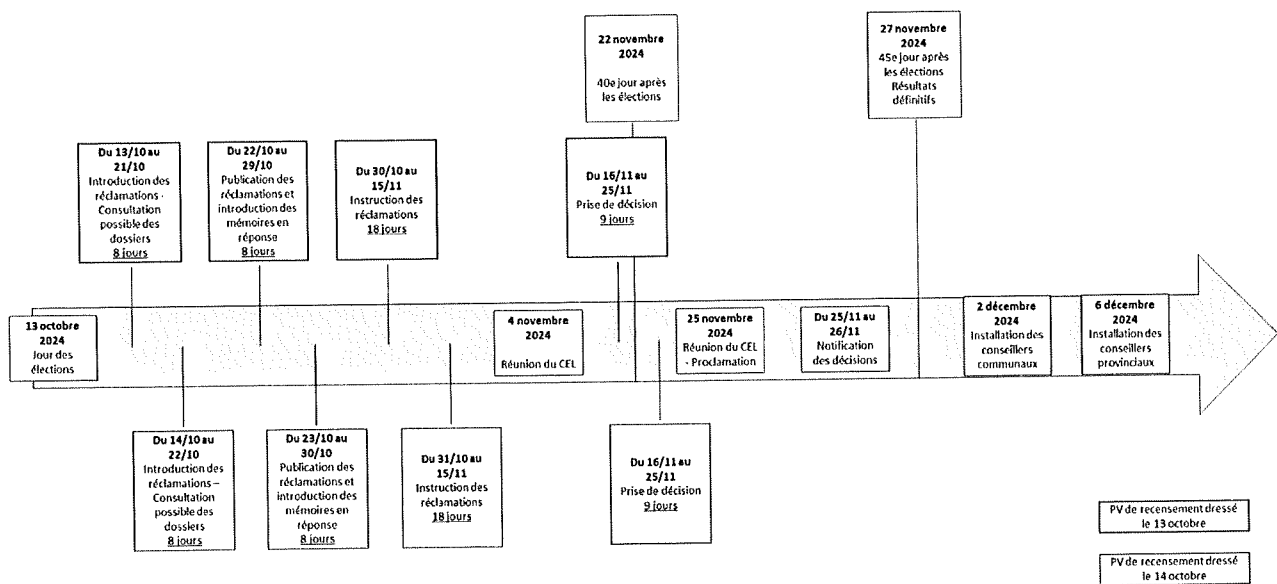 22 novembre
2024
40e jour après
les élections
27 novembre
2024
45e jour après
les élections
Résultats
définitifs
Du 13/10 au
21/10
Introduction des
réclamations -
Consultation
possible des
dossiers
8 jours
Du 22/10 au
29/10
Publication des
réclamations et
introduction des
mémoires en
réponse
8 jours
Du 30/10 au
15/11
Instruction des
réclamations
18 jours
Du 16/11 au
25/11
Prise de décision
9 jours
13 octobre
2024
Jour des
élections
4 novembre
2024
Réunion du CEL
25 novembre
2024
Réunion du CEL
- Proclamation
Du 25/11 au
26/11
Notification
des décisions
2 décembre
2024
Installation des
conseillers
communaux
6 décembre
2024
Installation des
conseillers
provinciaux
Du 14/10 au
22/10
Introduction des
réclamations –
Consultation
possible des
dossiers
8 jours
Du 23/10 au
30/10
Publication des
réclamations et
introduction des
mémoires en
réponse
8 jours
Du 31/10 au
15/11
Instruction des
réclamations
18 jours
Du 16/11 au
25/11
Prise de décision
9 jours
PV de recensement dressé
le 13 octobre
PV de recensement dressé
le 14 octobre